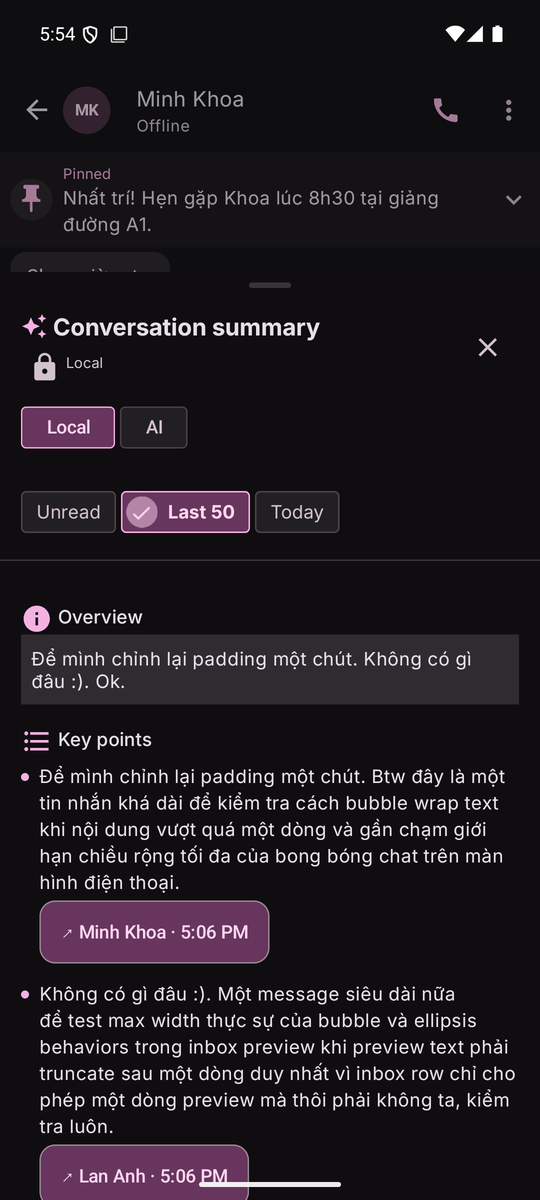 5:54
MK
Minh Khoa
Offline
Pinned
Nhất trí! Hẹn gặp Khoa lúc 8h30 tại giảng
đường A1.
Conversation summary
Local
Local
AI
Unread
Last 50
Today
Overview
Để mình chỉnh lại padding một chút. Không có gì
đâu :). Ok.
Key points
Để mình chỉnh lại padding một chút. Btw đây là một
tin nhắn khá dài để kiểm tra cách bubble wrap text
khi nội dung vượt quá một dòng và gần chạm giới
hạn chiều rộng tối đa của bong bóng chat trên màn
hình điện thoại.
↗ Minh Khoa · 5:06 PM
Không có gì đâu :). Một message siêu dài nữa
để test max width thực sự của bubble và ellipsis
behaviors trong inbox preview khi preview text phải
truncate sau một dòng duy nhất vì inbox row chỉ cho
phép một dòng preview mà thôi phải không ta, kiểm
tra luôn.
↗ Lan Anh · 5:06 PM